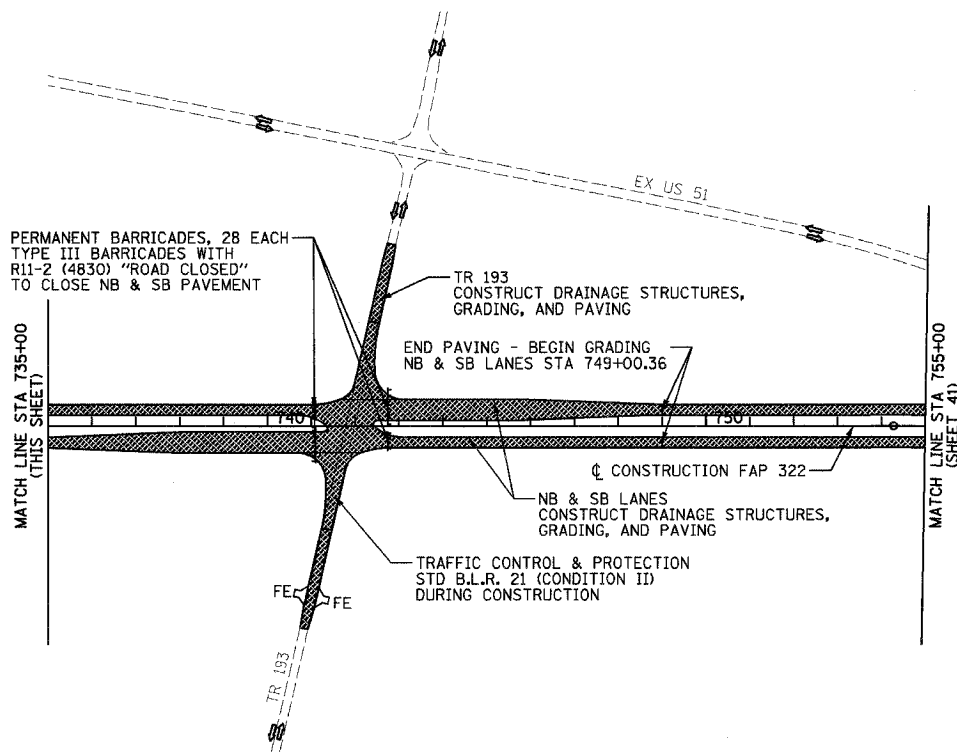 EX US 51
PERMANENT BARRICADES, 28 EACH
TYPE III BARRICADES WITH
R11-2 (4830) "ROAD CLOSED"
TO CLOSE NB & SB PAVEMENT
TR 193
CONSTRUCT DRAINAGE STRUCTURES,
GRADING, AND PAVING
END PAVING - BEGIN GRADING
NB & SB LANES STA 749+00.36
MATCH LINE STA 735+00
(THIS SHEET)
740
750
MATCH LINE STA 755+00
(SHEET 41)
℄ CONSTRUCTION FAP 322
NB & SB LANES
CONSTRUCT DRAINAGE STRUCTURES,
GRADING, AND PAVING
TRAFFIC CONTROL & PROTECTION
STD B.L.R. 21 (CONDITION II)
DURING CONSTRUCTION
FE
FE
TR 193